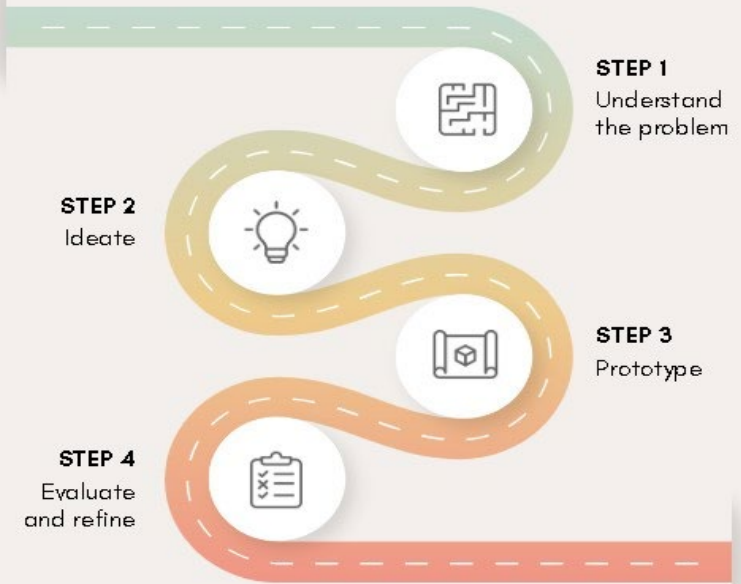 STEP 1
Understand
the problem
STEP 2
Ideate
STEP 3
Prototype
STEP 4
Evaluate
and refine